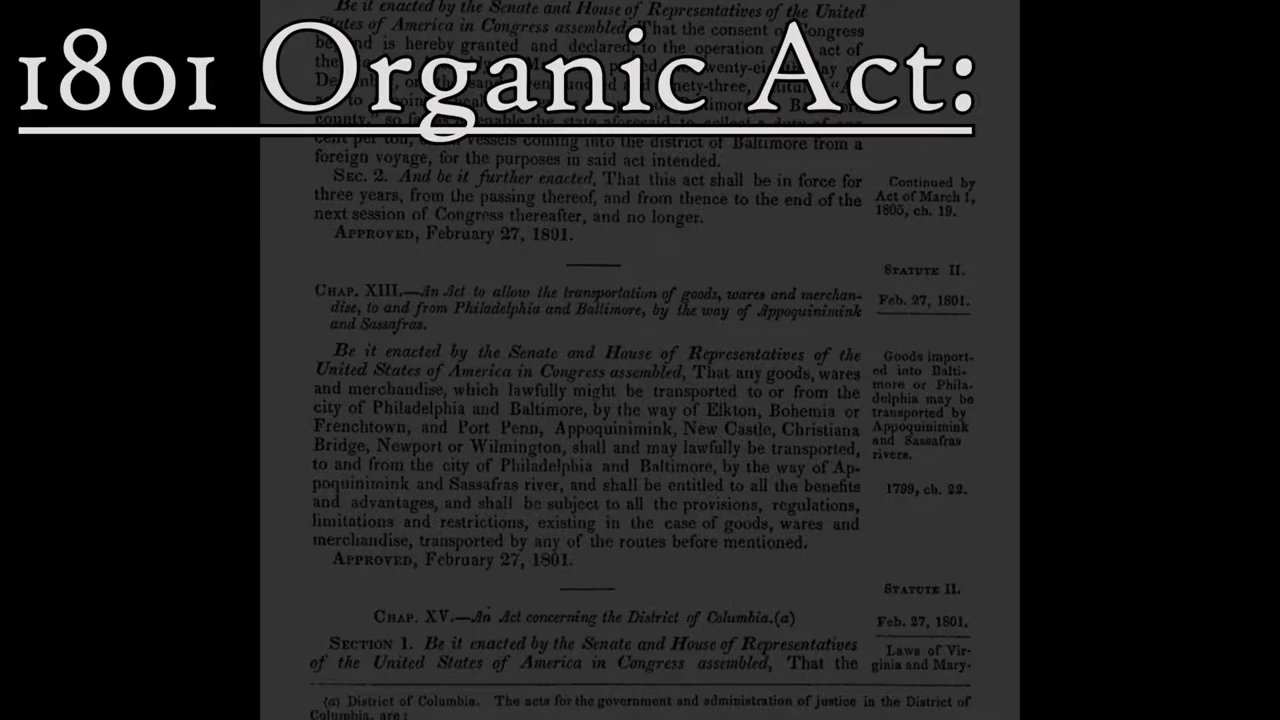 1801 Organic Act:
Be it enacted by the Senate and House of Representatives of the United
States of America in Congress assembled, That the consent of Congress
be and is hereby granted and declared, to the operation of act of
the
county," so enable the state aforesaid to collect a duty of one
cent per ton, vessels coming into the district of Baltimore from a
foreign voyage, for the purposes in said act intended.
SEC. 2. And be it further enacted, That this act shall be in force for
three years, from the passing thereof, and from thence to the end of the
next session of Congress thereafter, and no longer.
APPROVED, February 27, 1801.
Continued by
Act of March 1,
1805, ch. 19.
STATUTE II.
Feb. 27, 1801.
CHAP. XIII.—An Act to allow the transportation of goods, wares and merchan-
dise, to and from Philadelphia and Baltimore, by the way of Appoquinimink
and Sassafras.
Be it enacted by the Senate and House of Representatives of the
United States of America in Congress assembled, That any goods, wares
and merchandise, which lawfully might be transported to or from the
city of Philadelphia and Baltimore, by the way of Elkton, Bohemia or
Frenchtown, and Port Penn, Appoquinimink, New Castle, Christiana
Bridge, Newport or Wilmington, shall and may lawfully be transported,
to and from the city of Philadelphia and Baltimore, by the way of Ap-
poquinimink and Sassafras river, and shall be entitled to all the benefits
and advantages, and shall be subject to all the provisions, regulations,
limitations and restrictions, existing in the case of goods, wares and
merchandise, transported by any of the routes before mentioned.
APPROVED, February 27, 1801.
Goods import-
ed into Balti-
more or Phila-
delphia may be
transported by
Appoquinimink
and Sassafras
rivers.
1799, ch. 22.
STATUTE II.
Feb. 27, 1801.
CHAP. XV.—An Act concerning the District of Columbia.(a)
SECTION 1. Be it enacted by the Senate and House of Representatives
of the United States of America in Congress assembled, That the
Laws of Vir-
ginia and Mary-
(a) District of Columbia. The acts for the government and administration of justice in the District of
Columbia, are: